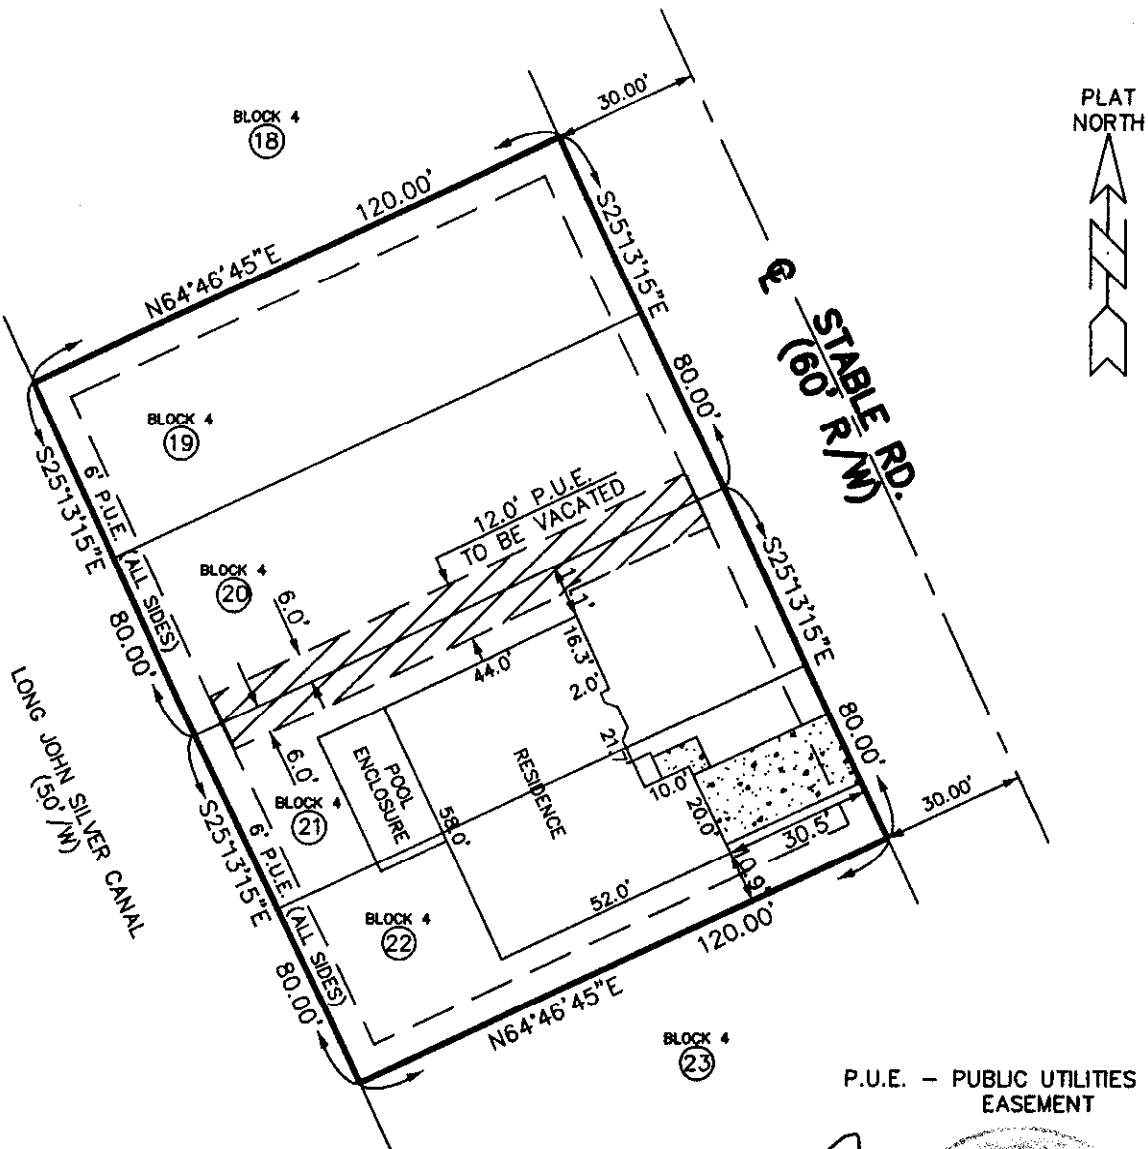 PLAT
NORTH
BLOCK 4
18
30.00'
120.00'
N64°46'45"E
S25°13'15"E
℄ STABLE RD.
(60' R/W)
80.00'
BLOCK 4
19
S25°13'15"E
6' P.U.E. (ALL SIDES)
12.0' P.U.E.
TO BE VACATED
BLOCK 4
20
6.0'
80.00'
S25°13'15"E
16.3'
44.0'
2.0'
LONG JOHN SILVER CANAL
(50' /W)
6.0'
21.7'
POOL
ENCLOSURE
RESIDENCE
80.00'
BLOCK 4
21
58.0'
10.0'
20.0'
30.00'
30.5'
S25°13'15"E
6' P.U.E. (ALL SIDES)
10.9'
52.0'
BLOCK 4
22
120.00'
80.00'
N64°46'45"E
BLOCK 4
23
P.U.E. – PUBLIC UTILITIES
EASEMENT